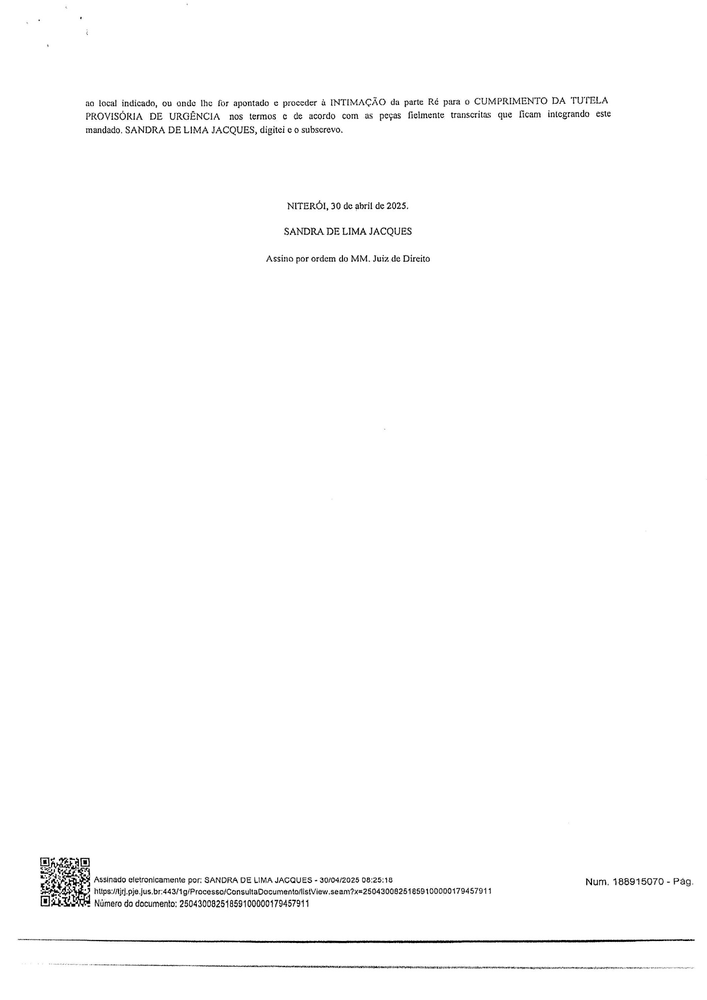 ao local indicado, ou onde lhe for apontado e proceder à INTIMAÇÃO da parte Ré para o CUMPRIMENTO DA TUTELA
PROVISÓRIA DE URGÊNCIA nos termos e de acordo com as peças fielmente transcritas que ficam integrando este
mandado. SANDRA DE LIMA JACQUES, digitei e o subscrevo.
NITERÓI, 30 de abril de 2025.
SANDRA DE LIMA JACQUES
Assino por ordem do MM. Juiz de Direito
Assinado eletronicamente por: SANDRA DE LIMA JACQUES - 30/04/2025 08:25:18
https://tjrj.pje.jus.br:443/1g/Processo/ConsultaDocumento/listView.seam?x=25043008251859100000179457911
Número do documento: 25043008251859100000179457911
Num. 188915070 - Pág.